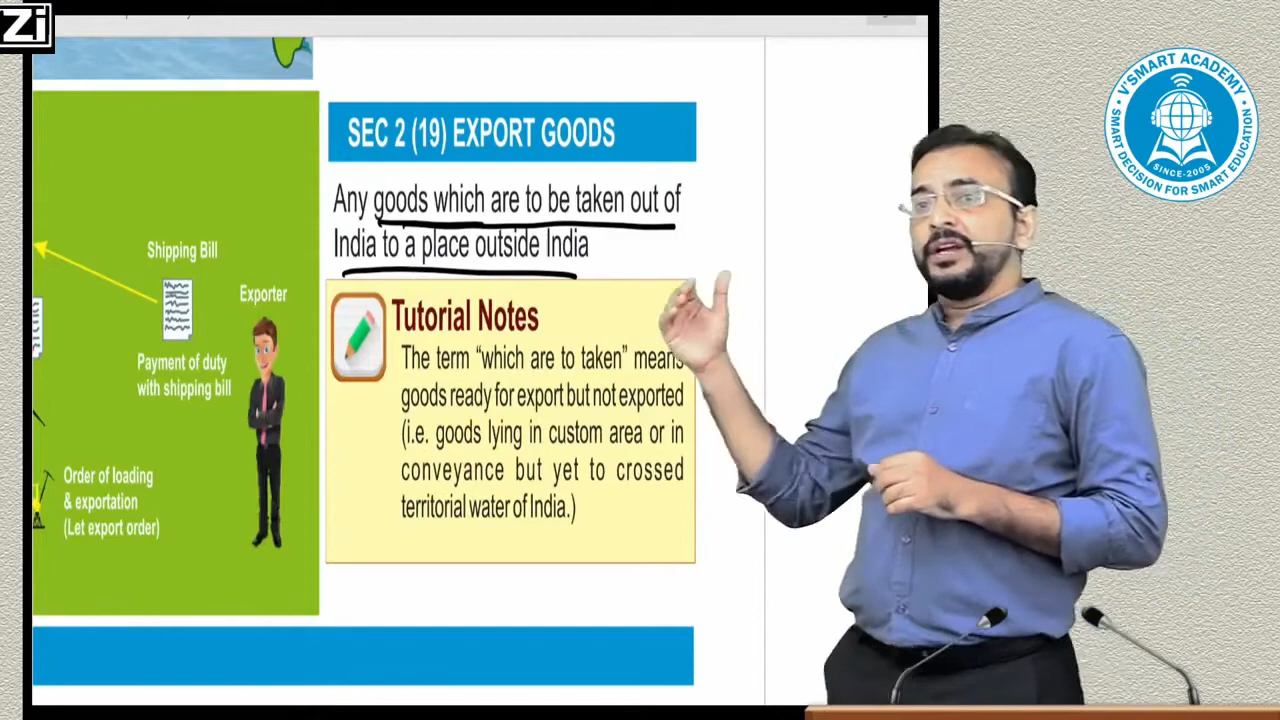 Zi
SEC 2 (19) EXPORT GOODS
Any goods which are to be taken out of
India to a place outside India
Tutorial Notes
The term “which are to taken” means
goods ready for export but not exported
(i.e. goods lying in custom area or in
conveyance but yet to crossed
territorial water of India.)
Shipping Bill
Exporter
Payment of duty
with shipping bill
Order of loading
& exportation
(Let export order)
V'SMART ACADEMY
SINCE-2005
SMART DECISION FOR SMART EDUCATION